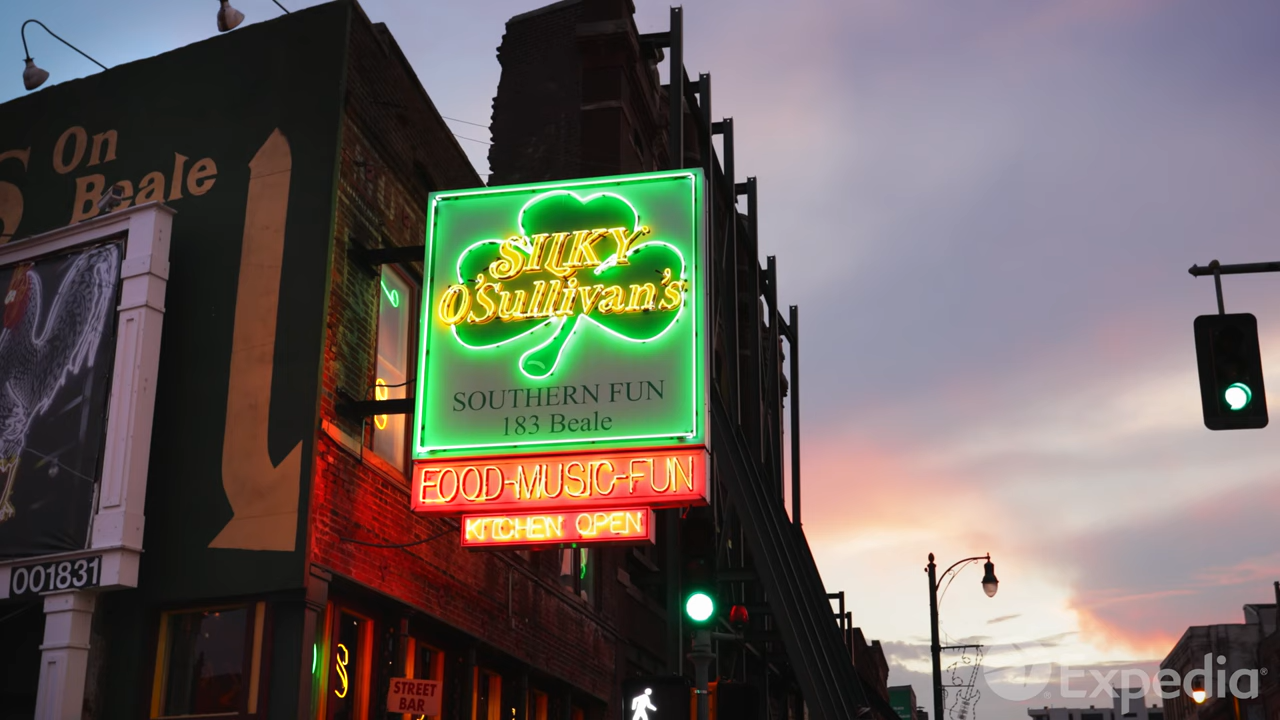 On
Beale
SILKY
O'Sullivan's
SOUTHERN FUN
183 Beale
FOOD-MUSIC-FUN
KITCHEN OPEN
001831
STREET
BAR
Expedia®